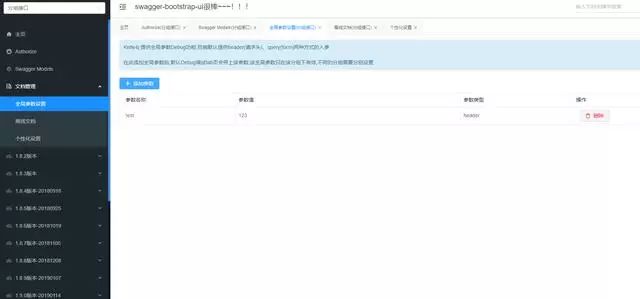 分组接口
swagger-bootstrap-ui很棒~~~！！！
主页
Authorize
Swagger Models
文档管理
全局参数设置
离线文档
个性化设置
1.8.2版本
1.8.3版本
1.8.4版本-20180918
1.8.5版本-20180925
1.8.6版本-20181019
1.8.7版本-20181106
1.8.8版本-20181208
1.9.0版本-20190107
1.9.0版本-20190114
主页
Authorize(分组接口)
Swagger Models(分组接口)
全局参数设置(分组接口)
离线文档(分组接口)
个性化设置
Knife4j 提供全局参数Debug功能,目前默认提供header(请求头)、query(form)两种方式的入参.
在此添加全局参数后,默认Debug调试tab页会带上该参数,该全局参数只在该分组下有效,不同的分组需要分别设置
+ 添加参数
参数名称 参数值 参数类型 操作
test 123 header 删除